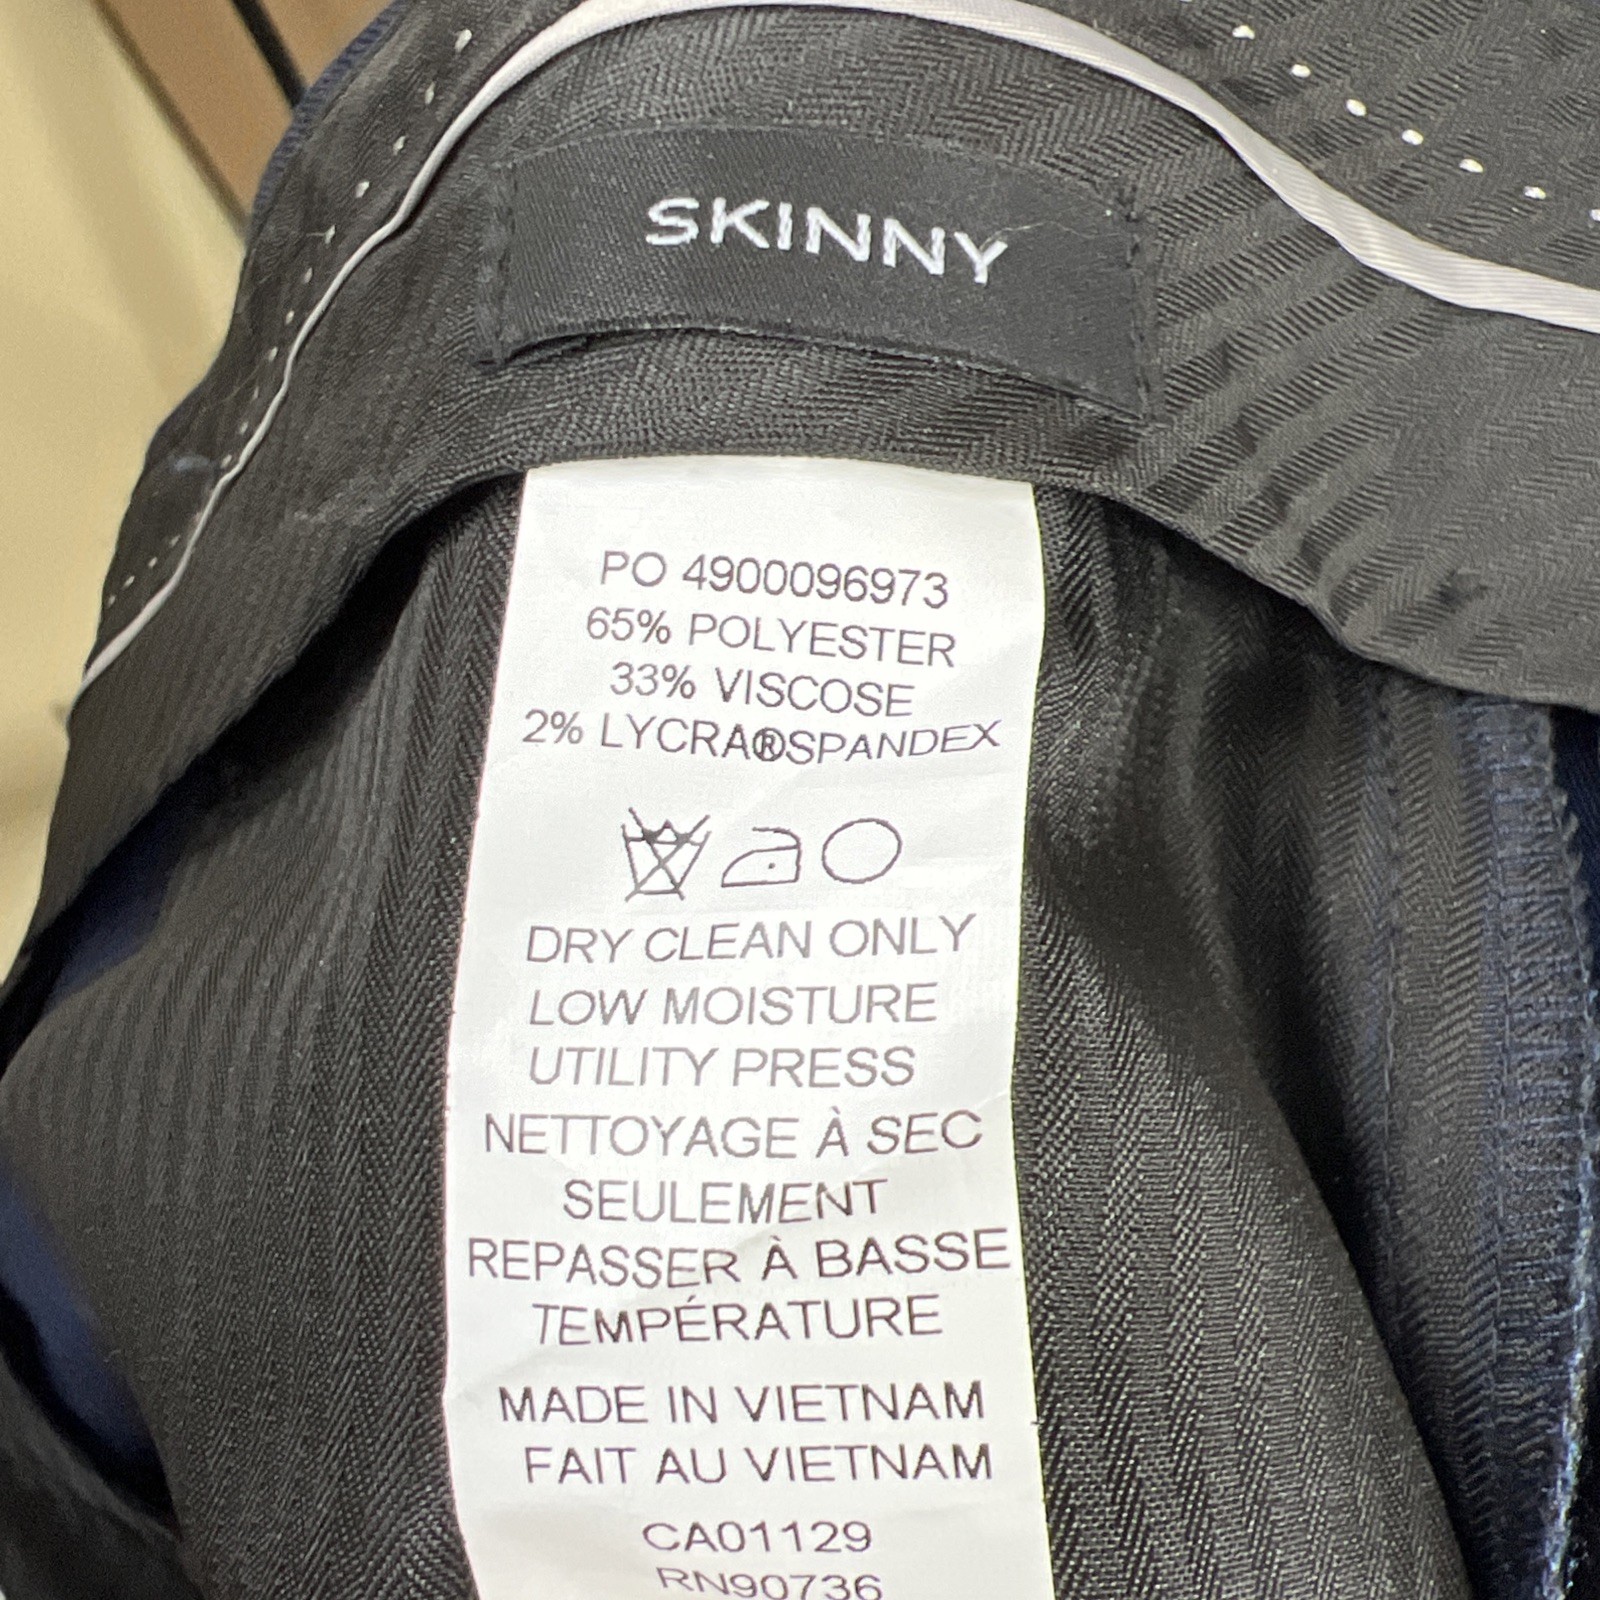 SKINNY
PO 4900096973
65% POLYESTER
33% VISCOSE
2% LYCRA®SPANDEX
DRY CLEAN ONLY
LOW MOISTURE
UTILITY PRESS
NETTOYAGE À SEC
SEULEMENT
REPASSER À BASSE
TEMPÉRATURE
MADE IN VIETNAM
FAIT AU VIETNAM
CA01129
RN90736